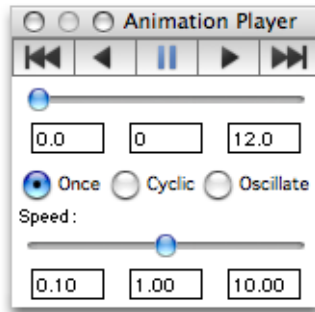 Animation Player
0.0 0 12.0
Once Cyclic Oscillate
Speed:
0.10 1.00 10.00